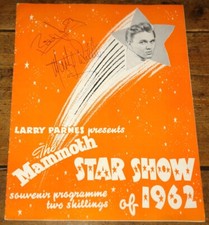 LARRY PARNES presents
The Mammoth
STAR SHOW
of 1962
souvenir programme
two shillings